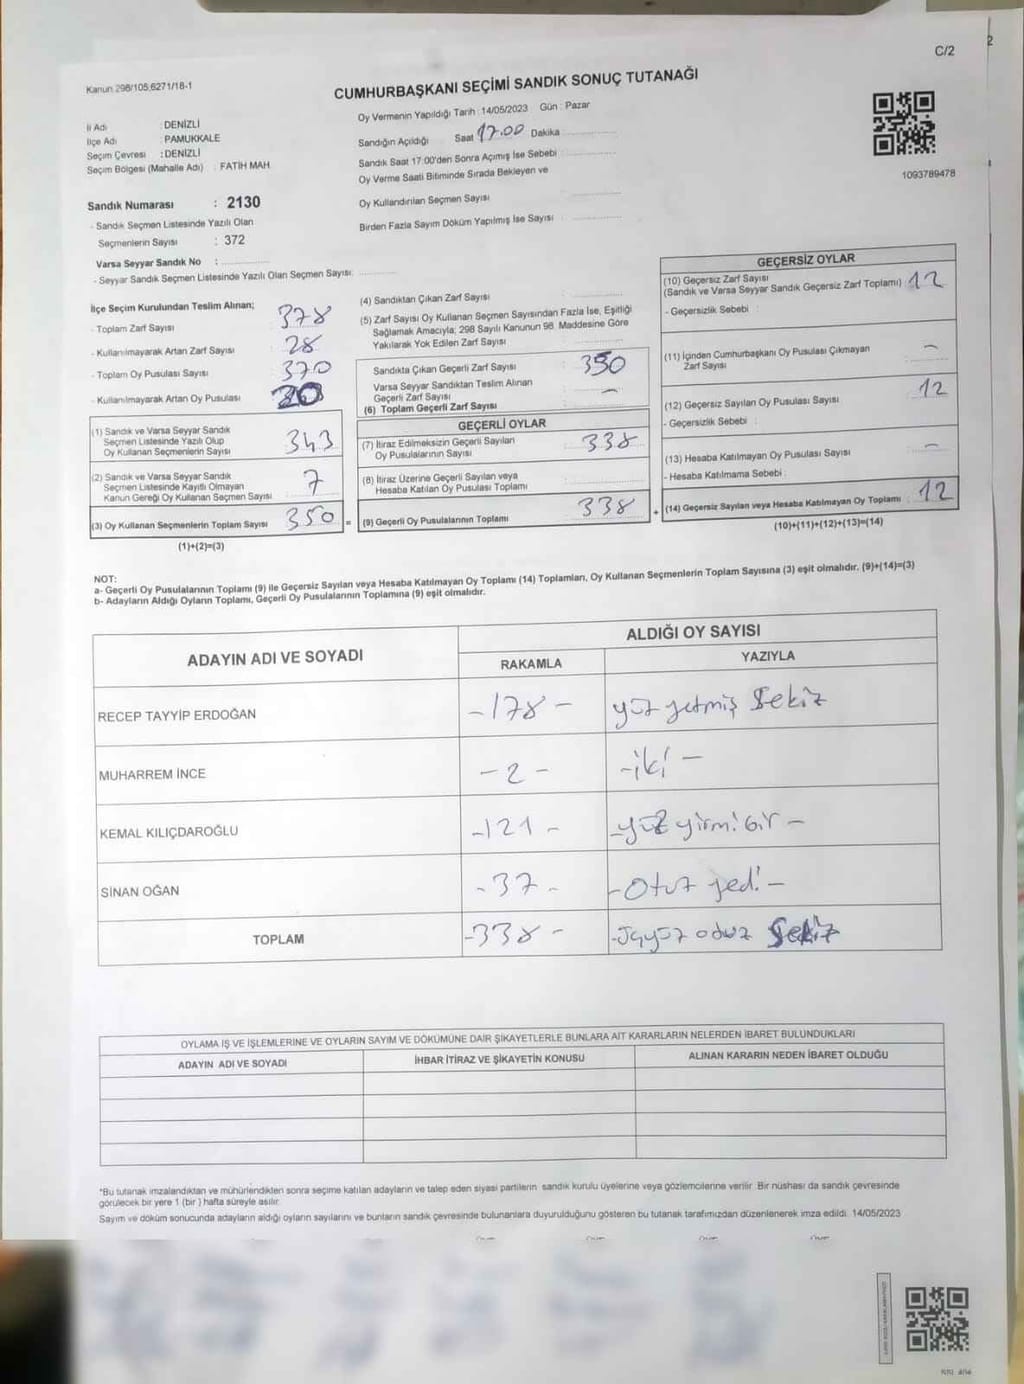 C/2
2
Kanun 298/105,6271/18-1
CUMHURBAŞKANI SEÇİMİ SANDIK SONUÇ TUTANAĞI
İl Adı : DENİZLİ
İlçe Adı : PAMUKKALE
Seçim Çevresi : DENİZLİ
Seçim Bölgesi (Mahalle Adı) : FATİH MAH
Sandık Numarası : 2130
- Sandık Seçmen Listesinde Yazılı Olan
Seçmenlerin Sayısı : 372
Varsa Seyyar Sandık No :
- Seyyar Sandık Seçmen Listesinde Yazılı Olan Seçmen Sayısı:
Oy Vermenin Yapıldığı Tarih : 14/05/2023 Gün : Pazar
Sandığın Açıldığı Saat 17.00 Dakika
Sandık Saat 17.00'den Sonra Açımış İse Sebebi :
Oy Verme Saati Bitiminde Sırada Bekleyen ve
Oy Kullandırılan Seçmen Sayısı
Birden Fazla Sayım Döküm Yapılmış İse Sayısı :
1093789478
İlçe Seçim Kurulundan Teslim Alınan;
- Toplam Zarf Sayısı : 378
- Kullanılmayarak Artan Zarf Sayısı : 28
- Toplam Oy Pusulası Sayısı : 370
- Kullanılmayarak Artan Oy Pusulası : 20
(1) Sandık ve Varsa Seyyar Sandık
Seçmen Listesinde Yazılı Olup
Oy Kullanan Seçmenlerin Sayısı 343
(2) Sandık ve Varsa Seyyar Sandık
Seçmen Listesinde Kayıtlı Olmayan
Kanun Gereği Oy Kullanan Seçmen Sayısı 7
(3) Oy Kullanan Seçmenlerin Toplam Sayısı 350 =
(1)+(2)=(3)
(4) Sandıktan Çıkan Zarf Sayısı :
(5) Zarf Sayısı Oy Kullanan Seçmen Sayısından Fazla İse, Eşitliği
Sağlamak Amacıyla; 298 Sayılı Kanunun 98. Maddesine Göre
Yakılarak Yok Edilen Zarf Sayısı :
Sandıkta Çıkan Geçerli Zarf Sayısı : 350
Varsa Seyyar Sandıktan Teslim Alınan
Geçerli Zarf Sayısı : –
(6) Toplam Geçerli Zarf Sayısı :
GEÇERLİ OYLAR
(7) İtiraz Edilmeksizin Geçerli Sayılan
Oy Pusulalarının Sayısı : 338
(8) İtiraz Üzerine Geçerli Sayılan veya
Hesaba Katılan Oy Pusulası Toplamı :
(9) Geçerli Oy Pusulalarının Toplamı : 338 +
GEÇERSİZ OYLAR
(10) Geçersiz Zarf Sayısı
(Sandık ve Varsa Seyyar Sandık Geçersiz Zarf Toplamı) : 12
- Geçersizlik Sebebi :
(11) İçinden Cumhurbaşkanı Oy Pusulası Çıkmayan
Zarf Sayısı : –
(12) Geçersiz Sayılan Oy Pusulası Sayısı : 12
- Geçersizlik Sebebi :
(13) Hesaba Katılmayan Oy Pusulası Sayısı : –
- Hesaba Katılmama Sebebi :
(14) Geçersiz Sayılan veya Hesaba Katılmayan Oy Toplamı : 12
(10)+(11)+(12)+(13)=(14)
NOT:
a- Geçerli Oy Pusulalarının Toplamı (9) ile Geçersiz Sayılan veya Hesaba Katılmayan Oy Toplamı (14) Toplamları, Oy Kullanan Seçmenlerin Toplam Sayısına (3) eşit olmalıdır. (9)+(14)=(3)
b- Adayların Aldığı Oyların Toplamı, Geçerli Oy Pusulalarının Toplamına (9) eşit olmalıdır.
ADAYIN ADI VE SOYADI
ALDIĞI OY SAYISI
RAKAMLA YAZIYLA
RECEP TAYYİP ERDOĞAN -178- yüz yetmiş Sekiz
MUHARREM İNCE -2- -iki-
KEMAL KILIÇDAROĞLU -121- -yüz yirmi bir-
SİNAN OĞAN -37- -Otuz yedi-
TOPLAM -338- -üçyüz oduz Sekiz
OYLAMA İŞ VE İŞLEMLERİNE VE OYLARIN SAYIM VE DÖKÜMÜNE DAİR ŞİKAYETLERLE BUNLARA AİT KARARLARIN NELERDEN İBARET BULUNDUKLARI
ADAYIN ADI VE SOYADI İHBAR İTİRAZ VE ŞİKAYETİN KONUSU ALINAN KARARIN NEDEN İBARET OLDUĞU
*Bu tutanak imzalandıktan ve mühürlendikten sonra seçime katılan adayların ve talep eden siyasi partilerin sandık kurulu üyelerine veya gözlemcilerine verilir. Bir nüshası da sandık çevresinde
görülecek bir yere 1 (bir) hafta süreyle asılır.
Sayım ve döküm sonucunda adayların aldığı oyların sayılarını ve bunların sandık çevresinde bulunanlara duyurulduğunu gösteren bu tutanak tarafımızdan düzenlenerek imza edildi. 14/05/2023